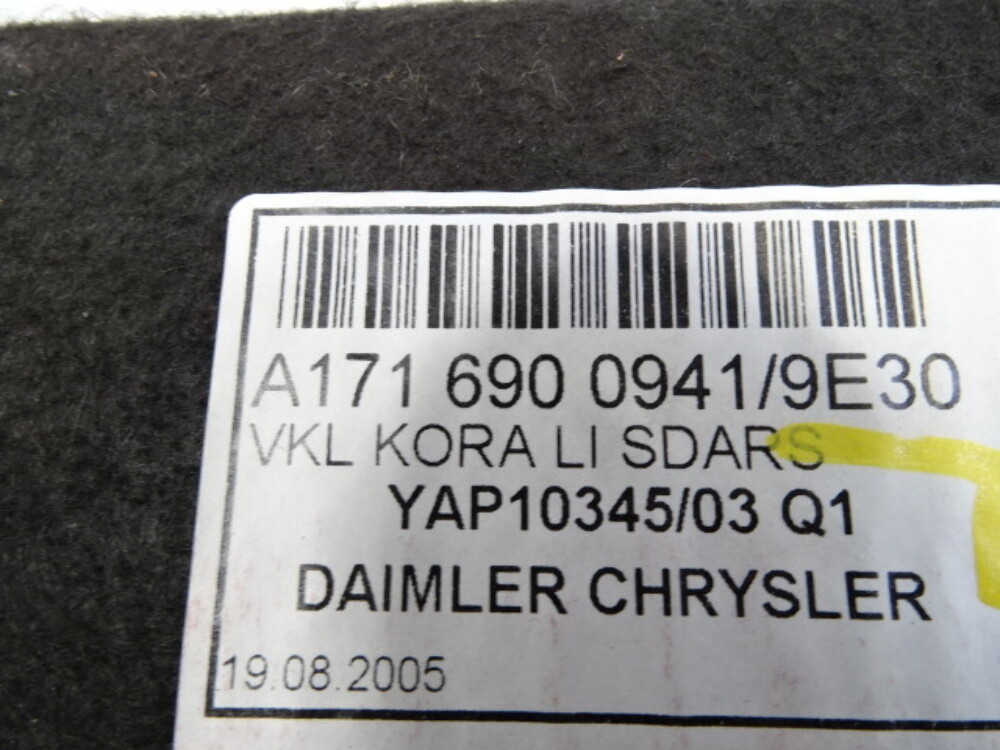 A171 690 0941/9E30
VKL KORA LI SDARS
YAP10345/03 Q1
DAIMLER CHRYSLER
19.08.2005